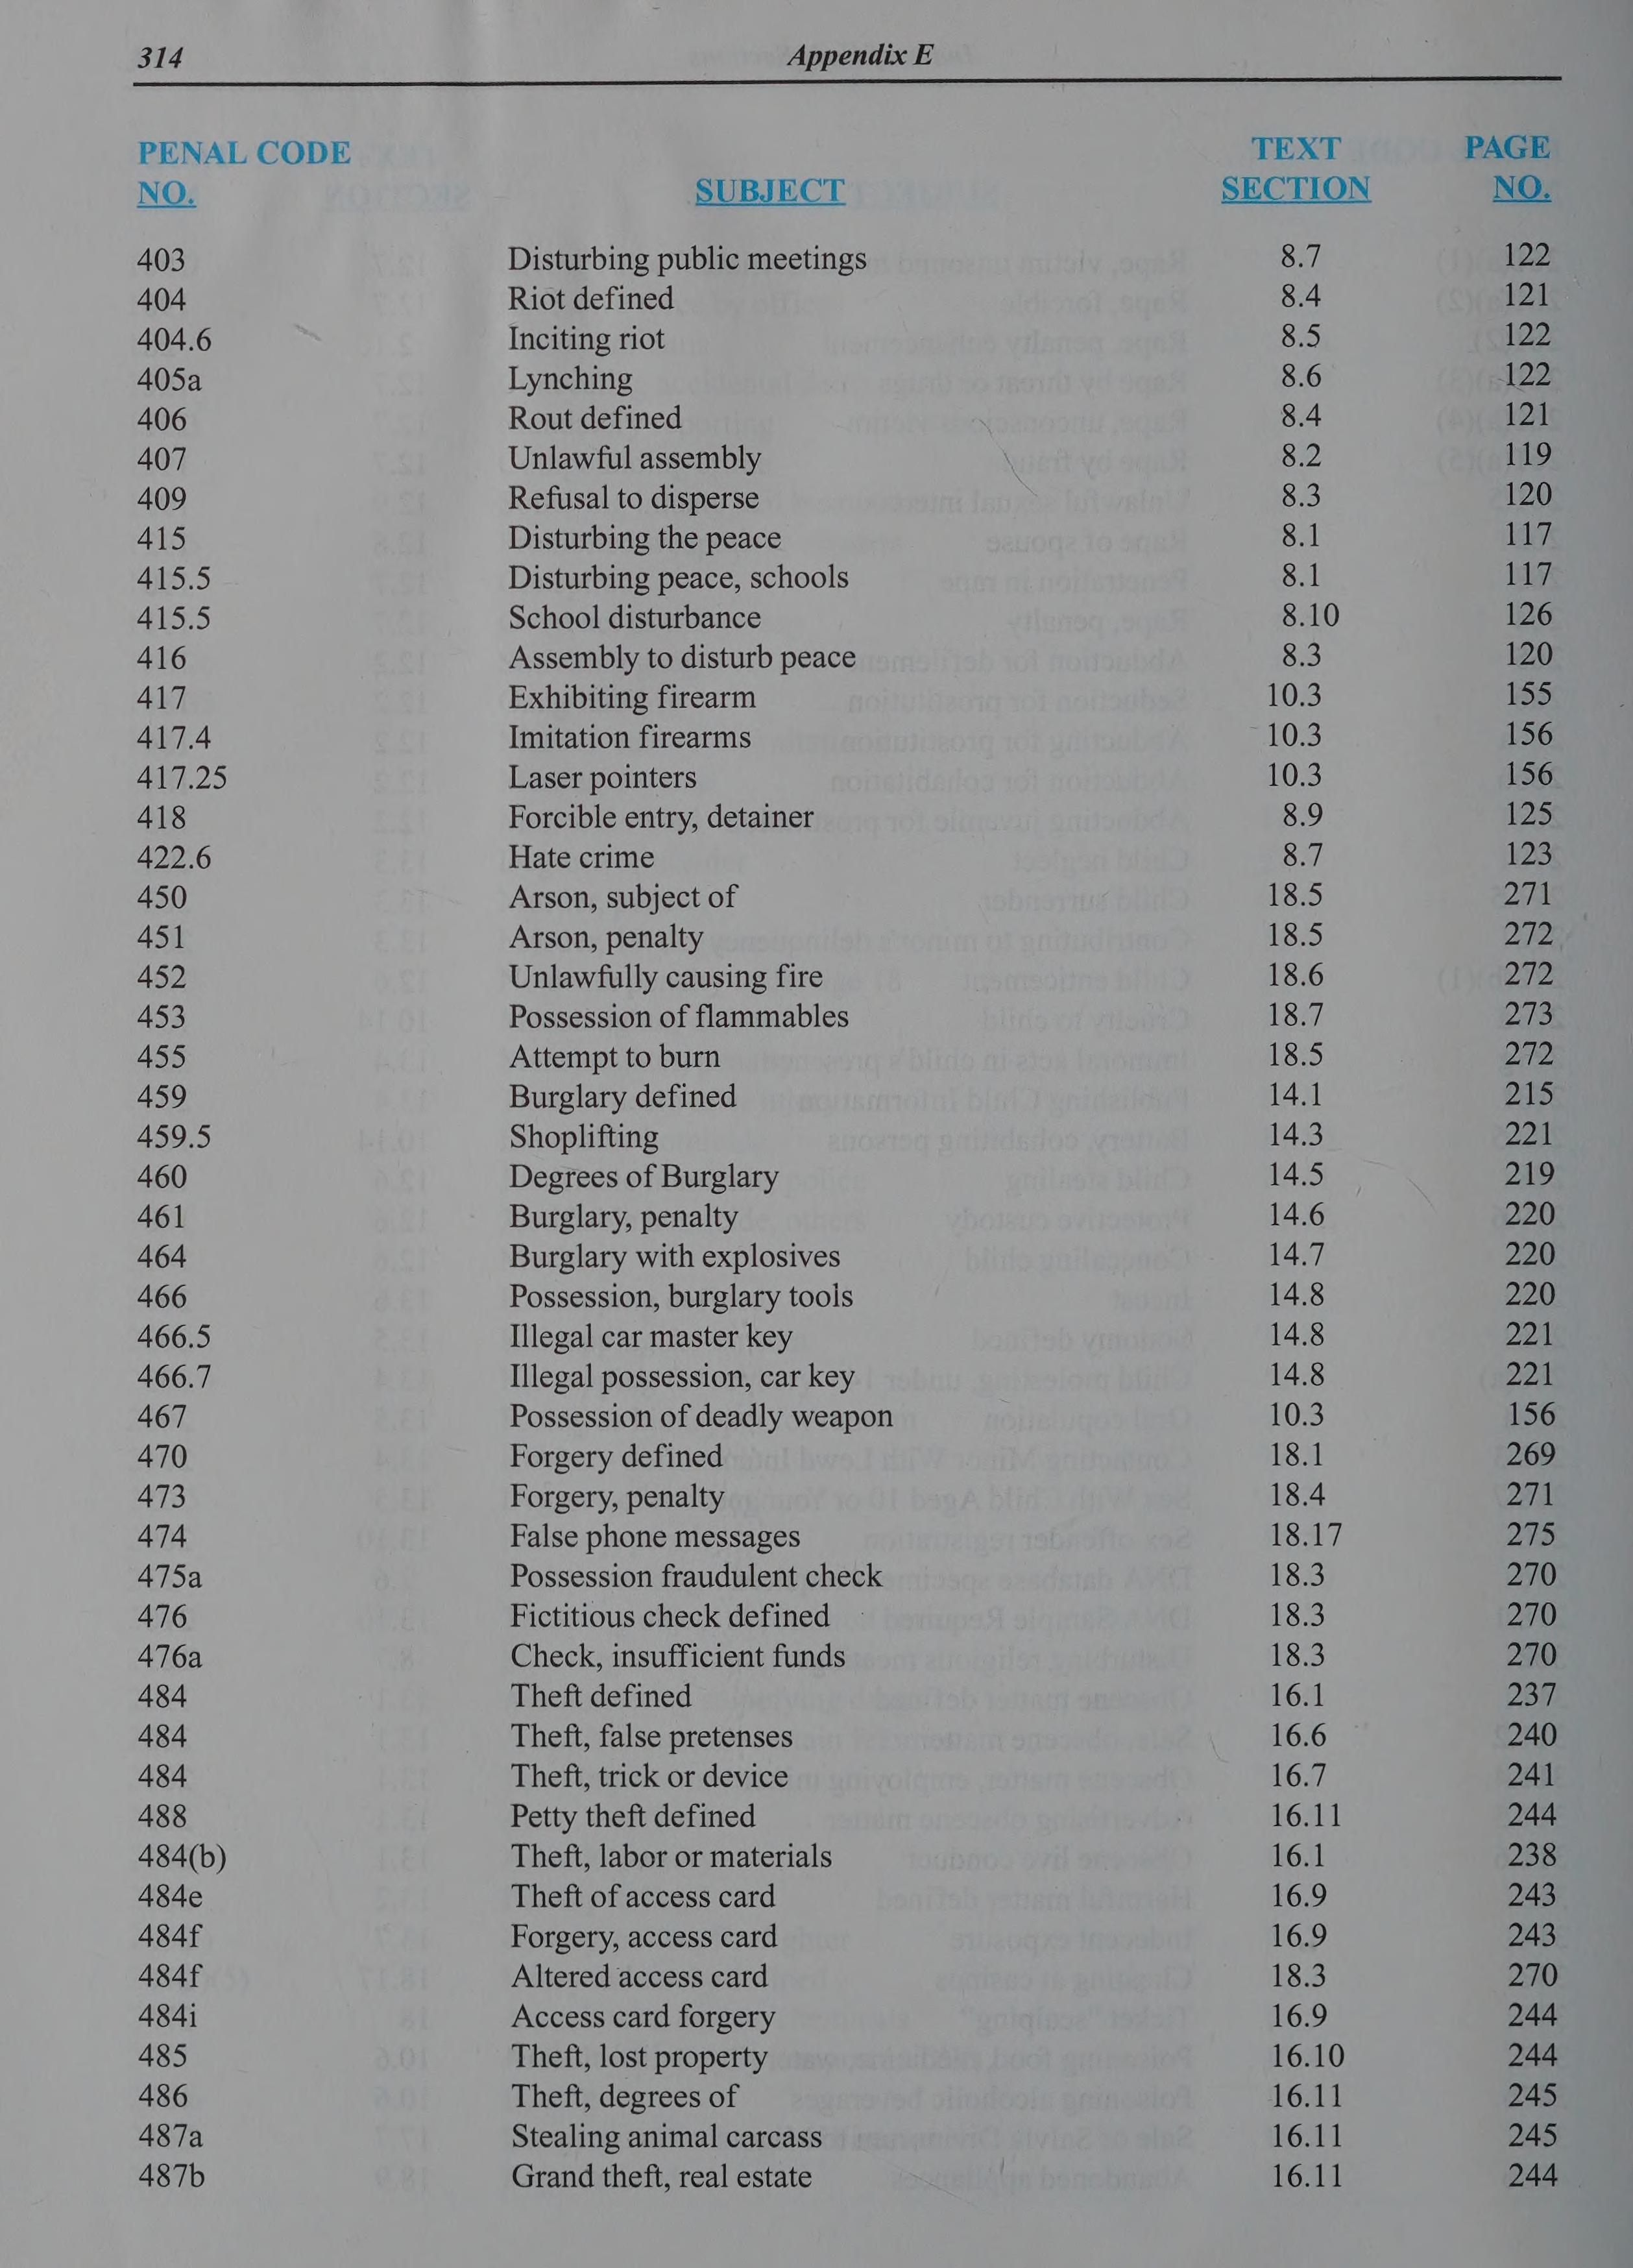 314 Appendix E
PENAL CODE TEXT PAGE
NO. SUBJECT SECTION NO.
403 Disturbing public meetings 8.7 122
404 Riot defined 8.4 121
404.6 Inciting riot 8.5 122
405a Lynching 8.6 122
406 Rout defined 8.4 121
407 Unlawful assembly 8.2 119
409 Refusal to disperse 8.3 120
415 Disturbing the peace 8.1 117
415.5 Disturbing peace, schools 8.1 117
415.5 School disturbance 8.10 126
416 Assembly to disturb peace 8.3 120
417 Exhibiting firearm 10.3 155
417.4 Imitation firearms 10.3 156
417.25 Laser pointers 10.3 156
418 Forcible entry, detainer 8.9 125
422.6 Hate crime 8.7 123
450 Arson, subject of 18.5 271
451 Arson, penalty 18.5 272
452 Unlawfully causing fire 18.6 272
453 Possession of flammables 18.7 273
455 Attempt to burn 18.5 272
459 Burglary defined 14.1 215
459.5 Shoplifting 14.3 221
460 Degrees of Burglary 14.5 219
461 Burglary, penalty 14.6 220
464 Burglary with explosives 14.7 220
466 Possession, burglary tools 14.8 220
466.5 Illegal car master key 14.8 221
466.7 Illegal possession, car key 14.8 221
467 Possession of deadly weapon 10.3 156
470 Forgery defined 18.1 269
473 Forgery, penalty 18.4 271
474 False phone messages 18.17 275
475a Possession fraudulent check 18.3 270
476 Fictitious check defined 18.3 270
476a Check, insufficient funds 18.3 270
484 Theft defined 16.1 237
484 Theft, false pretenses 16.6 240
484 Theft, trick or device 16.7 241
488 Petty theft defined 16.11 244
484(b) Theft, labor or materials 16.1 238
484e Theft of access card 16.9 243
484f Forgery, access card 16.9 243
484f Altered access card 18.3 270
484i Access card forgery 16.9 244
485 Theft, lost property 16.10 244
486 Theft, degrees of 16.11 245
487a Stealing animal carcass 16.11 245
487b Grand theft, real estate 16.11 244